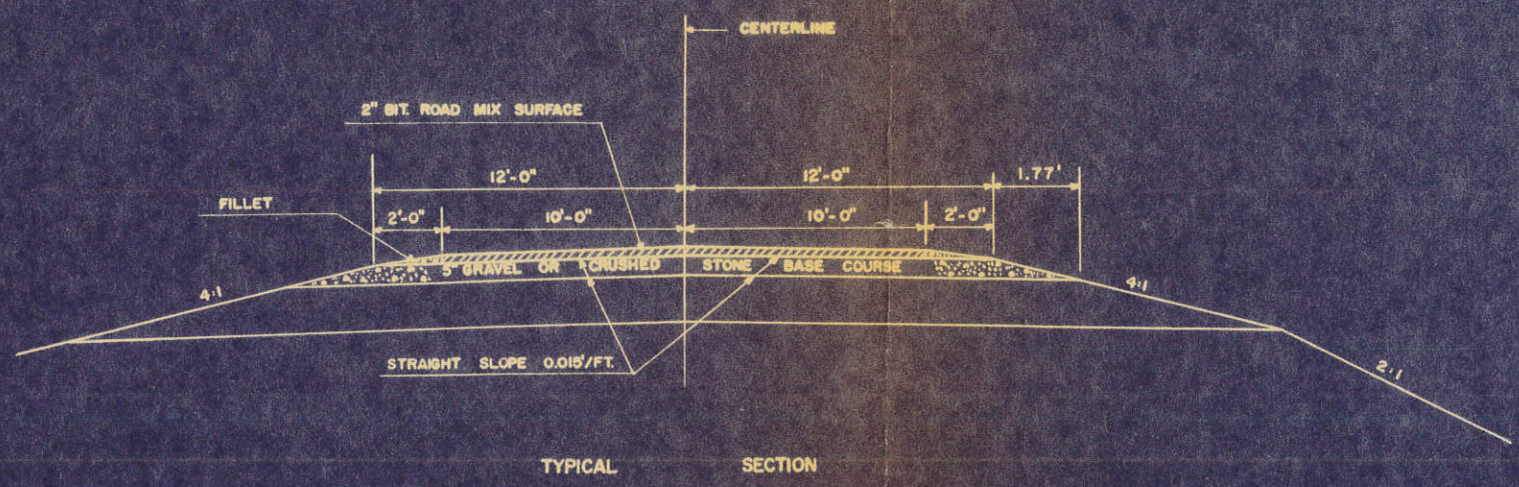 CENTERLINE
2" BIT. ROAD MIX SURFACE
12'-0"
12'-0"
1.77'
FILLET
2'-0"
10'-0"
10'-0"
2'-0"
5" GRAVEL OR CRUSHED STONE BASE COURSE
4:1
4:1
STRAIGHT SLOPE 0.015'/FT.
2:1
TYPICAL SECTION